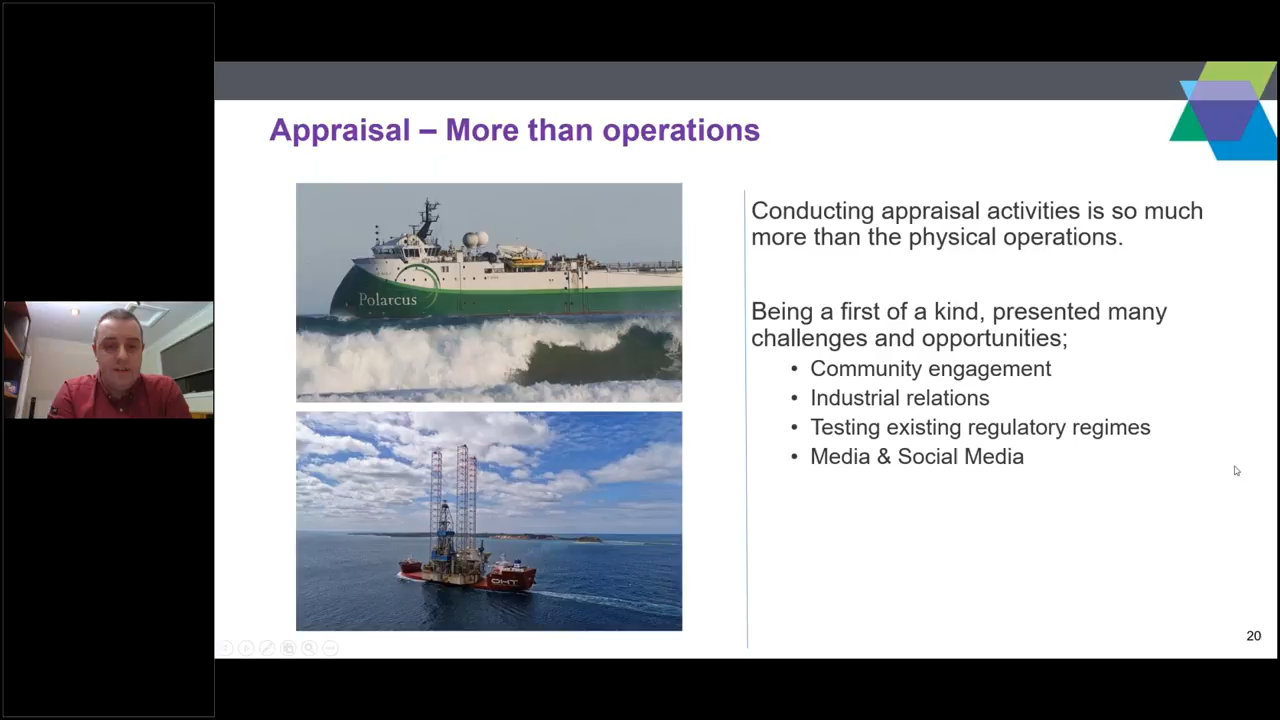 Appraisal – More than operations
Polarcus
OHT
Conducting appraisal activities is so much
more than the physical operations.
Being a first of a kind, presented many
challenges and opportunities;
• Community engagement
• Industrial relations
• Testing existing regulatory regimes
• Media & Social Media
20